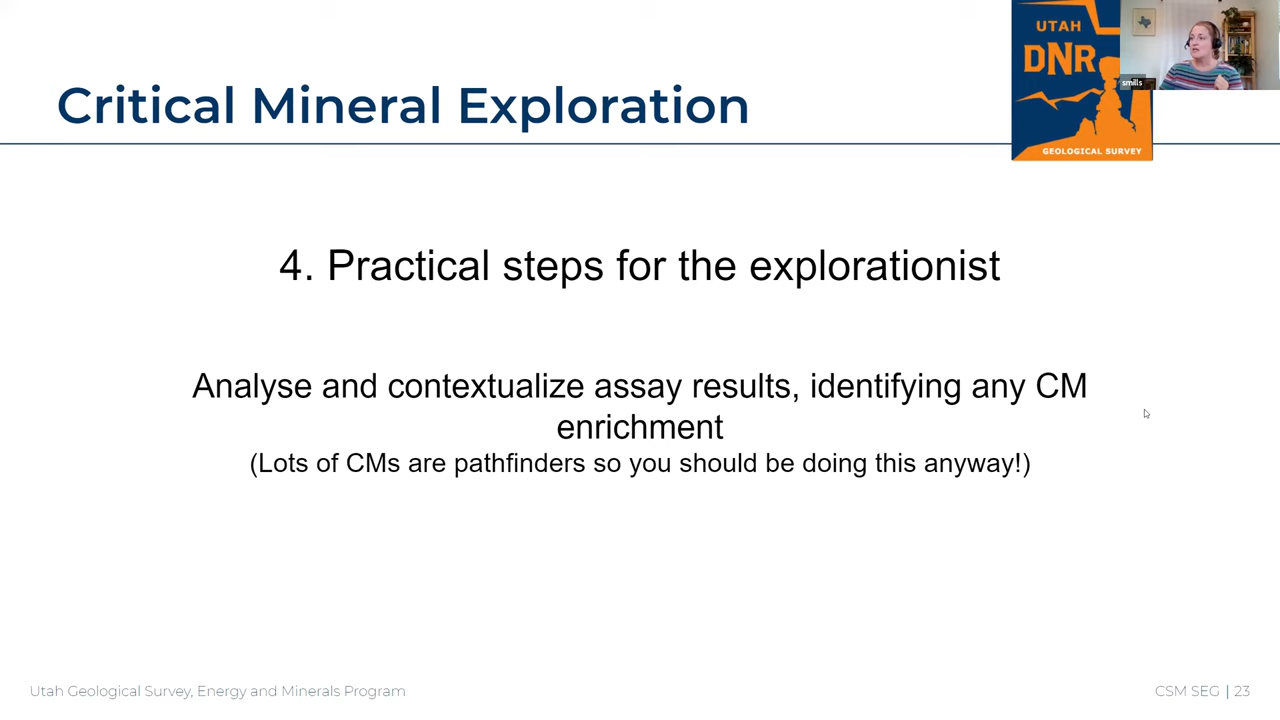 UTAH
DNR
GEOLOGICAL SURVEY
smills
Critical Mineral Exploration
4. Practical steps for the explorationist
Analyse and contextualize assay results, identifying any CM
enrichment
(Lots of CMs are pathfinders so you should be doing this anyway!)
Utah Geological Survey, Energy and Minerals Program
CSM SEG | 23